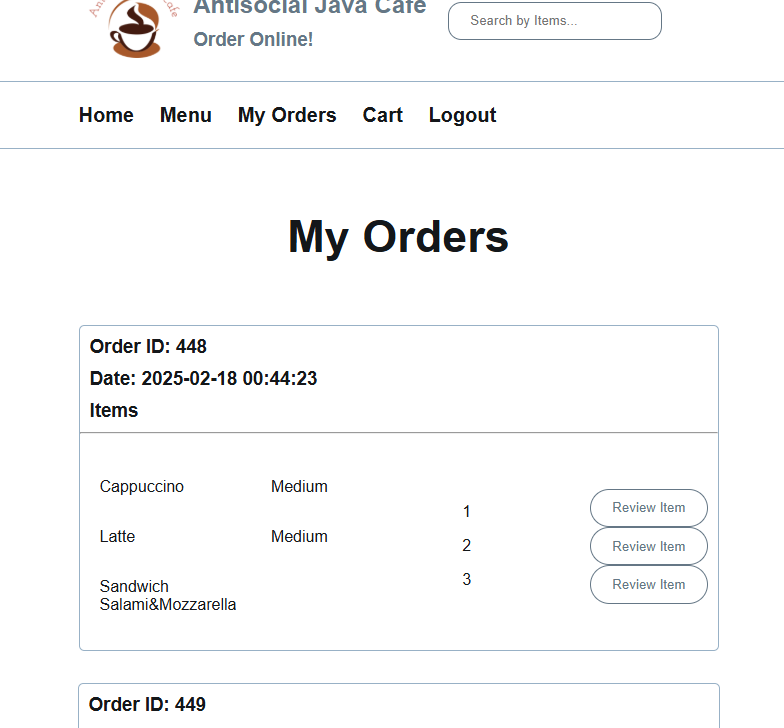 Antisocial Java Cafe
Order Online!
Search by Items...
Home Menu My Orders Cart Logout
My Orders
Order ID: 448
Date: 2025-02-18 00:44:23
Items
Cappuccino Medium
1 Review Item
Latte Medium
2 Review Item
3 Review Item
Sandwich
Salami&Mozzarella
Order ID: 449